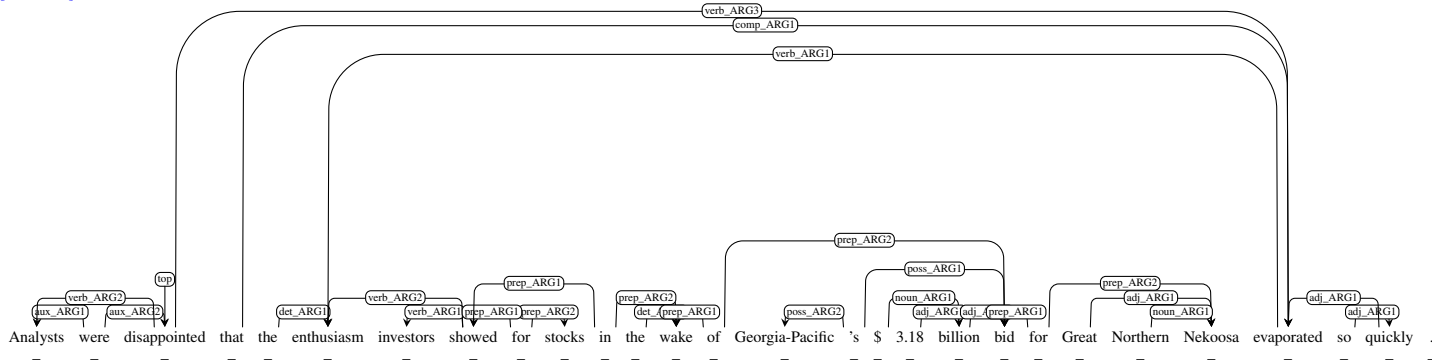 verb_ARG3
comp_ARG1
verb_ARG1
prep_ARG2
poss_ARG1
top prep_ARG1 prep_ARG2
verb_ARG2 verb_ARG2 prep_ARG2 noun_ARG1 adj_ARG1 adj_ARG1
aux_ARG1 aux_ARG2 det_ARG1 verb_ARG1 prep_ARG1 prep_ARG2 prep_ARG1 poss_ARG2 prep_ARG1 noun_ARG1
Analysts were disappointed that the enthusiasm investors showed for stocks in the wake of Georgia-Pacific 's $ 3.18 billion bid for Great Northern Nekoosa evaporated so quickly .